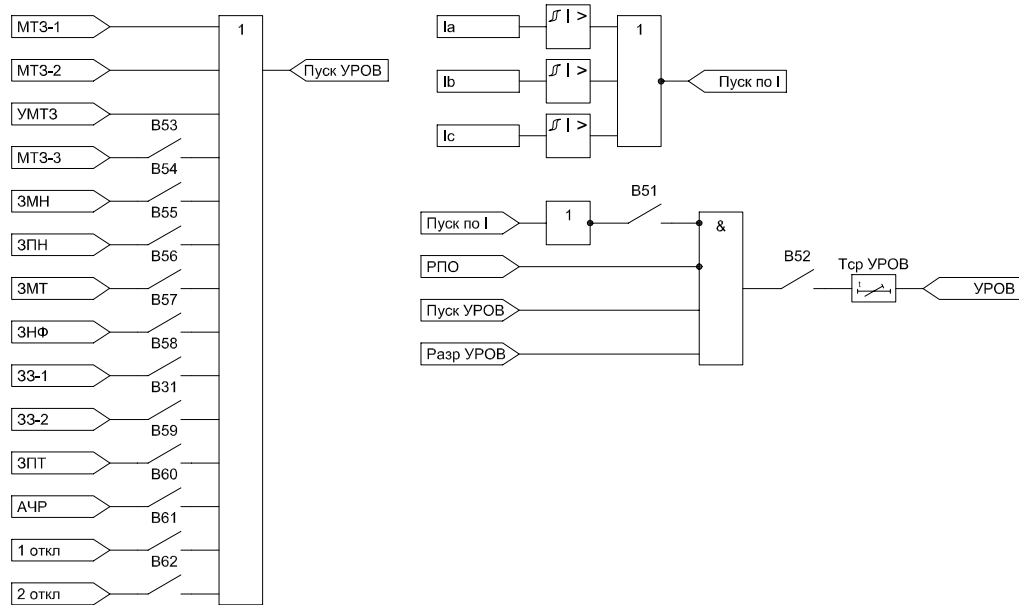 МТЗ-1
МТЗ-2
УМТЗ
В53
МТЗ-3
В54
ЗМН
В55
ЗПН
В56
ЗМТ
В57
ЗНФ
В58
ЗЗ-1
В31
ЗЗ-2
В59
ЗПТ
В60
АЧР
В61
1 откл
В62
2 откл
1
Пуск УРОВ
Ia
I >
1
Ib
I >
Пуск по I
Ic
I >
Пуск по I
1
В51
&
РПО
Пуск УРОВ
Разр УРОВ
В52
Тср УРОВ
t
УРОВ